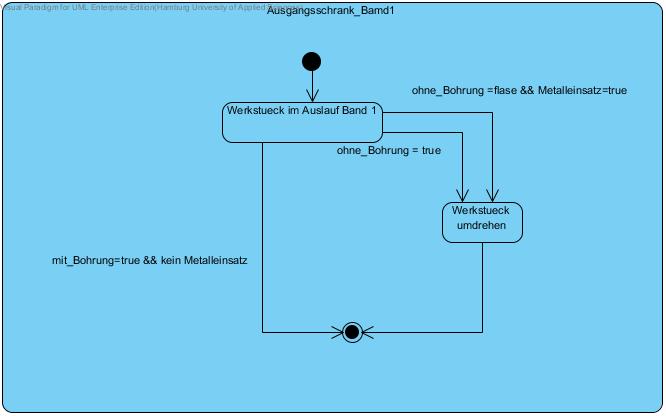 Visual Paradigm for UML Enterprise Edition(Hamburg University of Applied
Ausgangsschrank_Bamd1
ohne_Bohrung =flase && Metalleinsatz=true
Werkstueck im Auslauf Band 1
ohne_Bohrung = true
Werkstueck
umdrehen
mit_Bohrung=true && kein Metalleinsatz